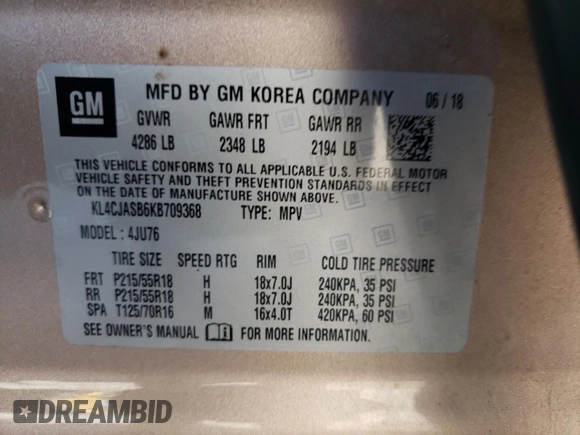 GM
MFD BY GM KOREA COMPANY 06 / 18
GVWR GAWR FRT GAWR RR
4286 LB 2348 LB 2194 LB
THIS VEHICLE CONFORMS TO ALL APPLICABLE U.S. FEDERAL MOTOR
VEHICLE SAFETY AND THEFT PREVENTION STANDARDS IN EFFECT
ON THE DATE OF MANUFACTURE SHOWN ABOVE.
KL4CJASB6KB709368 TYPE: MPV
MODEL : 4JU76
TIRE SIZE SPEED RTG RIM COLD TIRE PRESSURE
FRT P215/55R18 H 18x7.0J 240KPA, 35 PSI
RR P215/55R18 H 18x7.0J 240KPA, 35 PSI
SPA T125/70R16 M 16x4.0T 420KPA, 60 PSI
SEE OWNER'S MANUAL FOR MORE INFORMATION.
DREAMBID